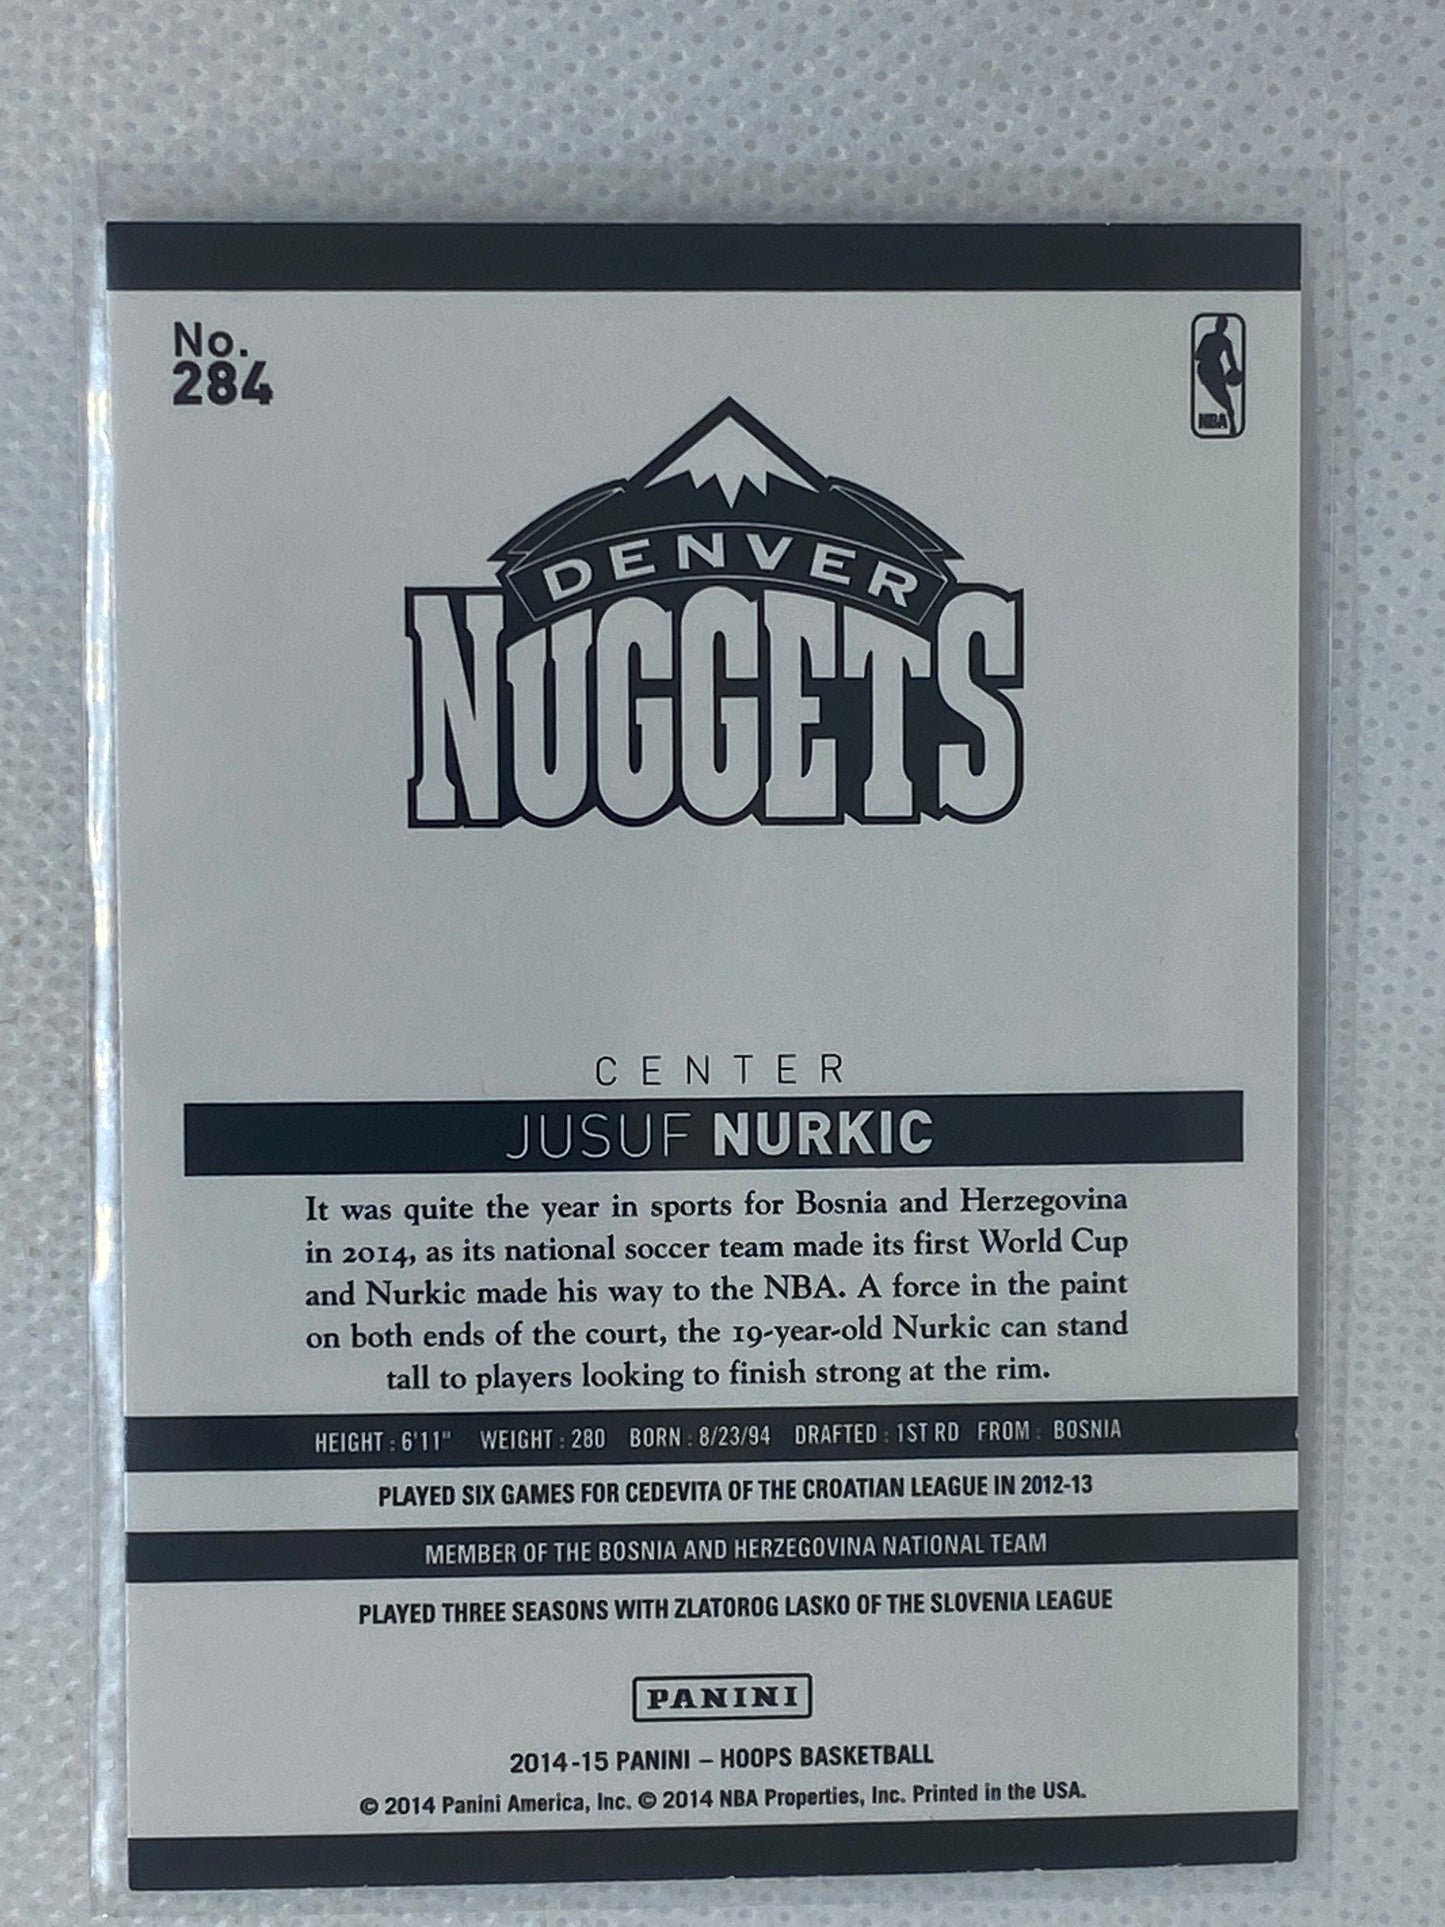 No.
284
NBA
DENVER
NUGGETS
CENTER
JUSUF NURKIC
It was quite the year in sports for Bosnia and Herzegovina
in 2014, as its national soccer team made its first World Cup
and Nurkic made his way to the NBA. A force in the paint
on both ends of the court, the 19-year-old Nurkic can stand
tall to players looking to finish strong at the rim.
HEIGHT : 6'11" WEIGHT : 280 BORN : 8/23/94 DRAFTED : 1ST RD FROM : BOSNIA
PLAYED SIX GAMES FOR CEDEVITA OF THE CROATIAN LEAGUE IN 2012-13
MEMBER OF THE BOSNIA AND HERZEGOVINA NATIONAL TEAM
PLAYED THREE SEASONS WITH ZLATOROG LASKO OF THE SLOVENIA LEAGUE
PANINI
2014-15 PANINI – HOOPS BASKETBALL
© 2014 Panini America, Inc. © 2014 NBA Properties, Inc. Printed in the USA.